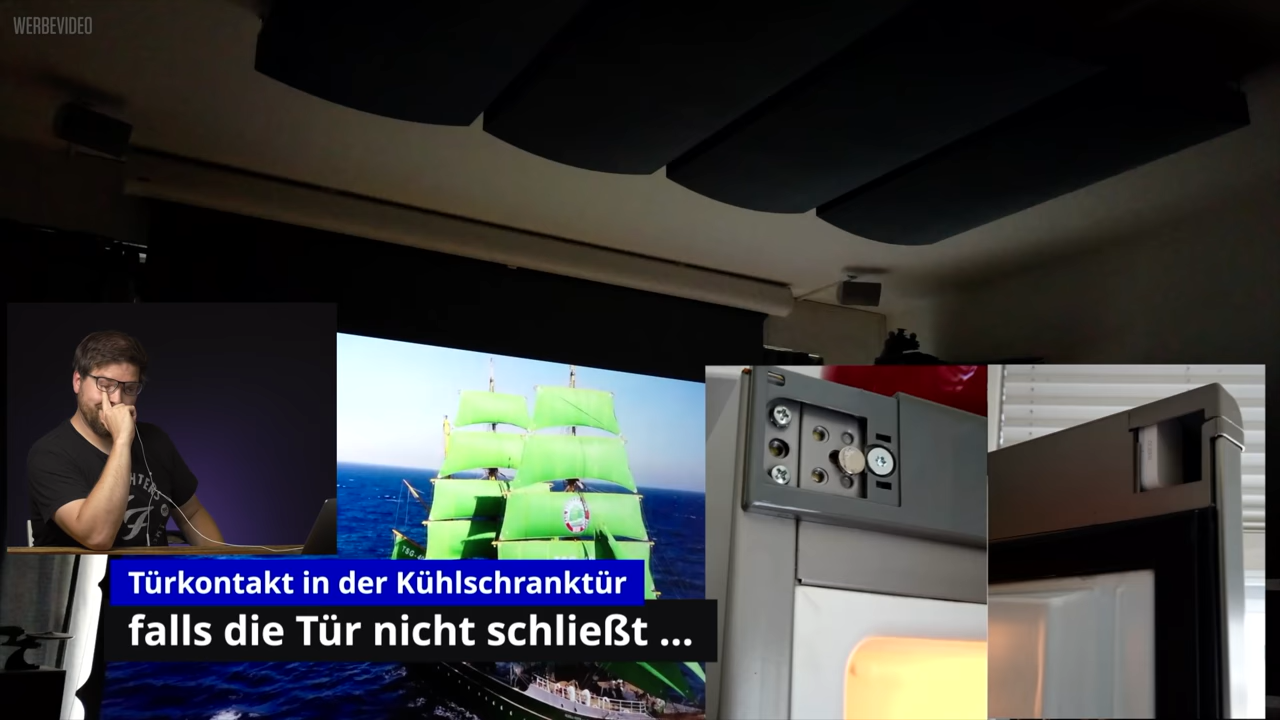 WERBEVIDEO
Türkontakt in der Kühlschranktür
falls die Tür nicht schließt ...